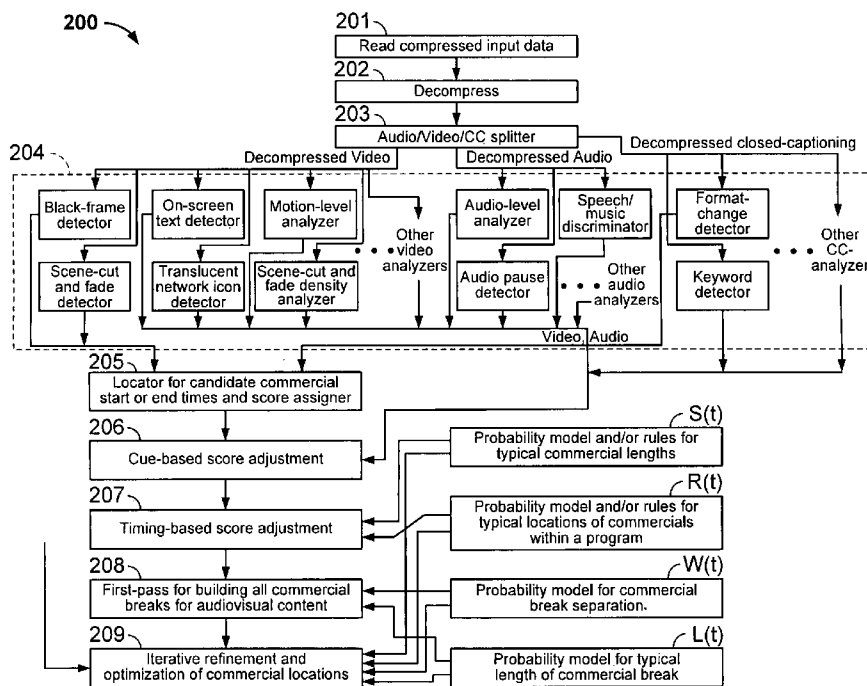 200
201
Read compressed input data
202
Decompress
203
Audio/Video/CC splitter
Decompressed closed-captioning
204
Decompressed Video
Decompressed Audio
Black-frame
detector
On-screen
text detector
Motion-level
analyzer
Other
video
analyzers
Audio-level
analyzer
Speech/
music
discriminator
Format-
change
detector
Other
CC-
analyzer
Scene-cut
and fade
detector
Translucent
network icon
detector
Scene-cut and
fade density
analyzer
Audio pause
detector
Other
audio
analyzers
Keyword
detector
Video, Audio
205
Locator for candidate commercial
start or end times and score assigner
206
Cue-based score adjustment
S(t)
Probability model and/or rules for
typical commercial lengths
207
Timing-based score adjustment
R(t)
Probability model and/or rules for
typical locations of commercials
within a program
208
First-pass for building all commercial
breaks for audiovisual content
W(t)
Probability model for commercial
break separation.
209
Iterative refinement and
optimization of commercial locations
L(t)
Probability model for typical
length of commercial break